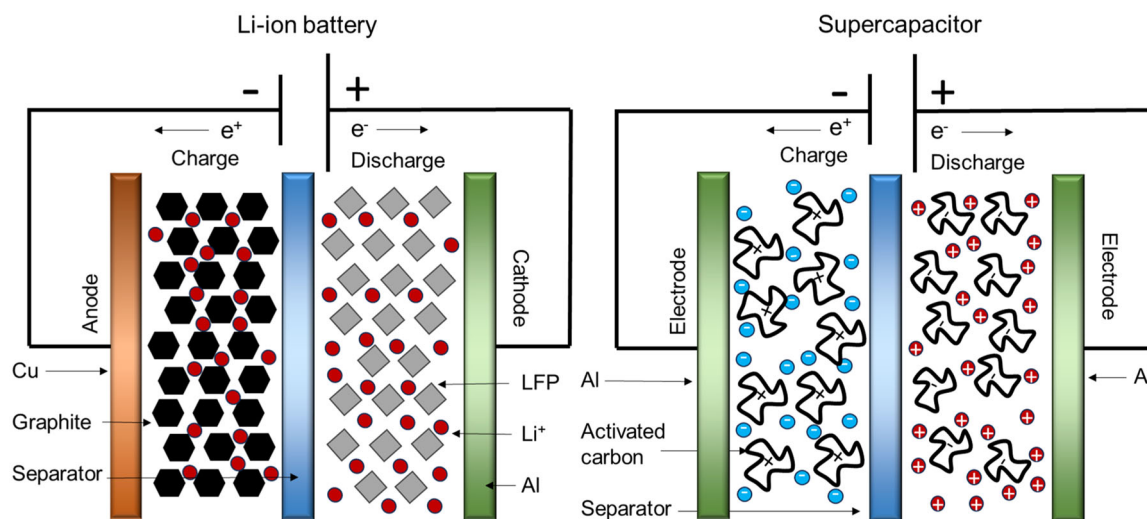 Li-ion battery
- +
e⁺ e⁻
Charge Discharge
Anode
Cathode
Cu
Graphite
Separator
LFP
Li⁺
Al
Supercapacitor
- +
e⁺ e⁻
Charge Discharge
Electrode
Electrode
Al
Activated
carbon
Separator
A